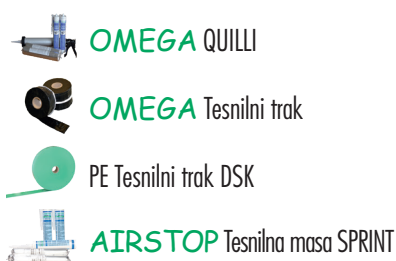 OMEGA QUILLI
OMEGA Tesnilni trak
PE Tesnilni trak DSK
AIRSTOP Tesnilna masa SPRINT